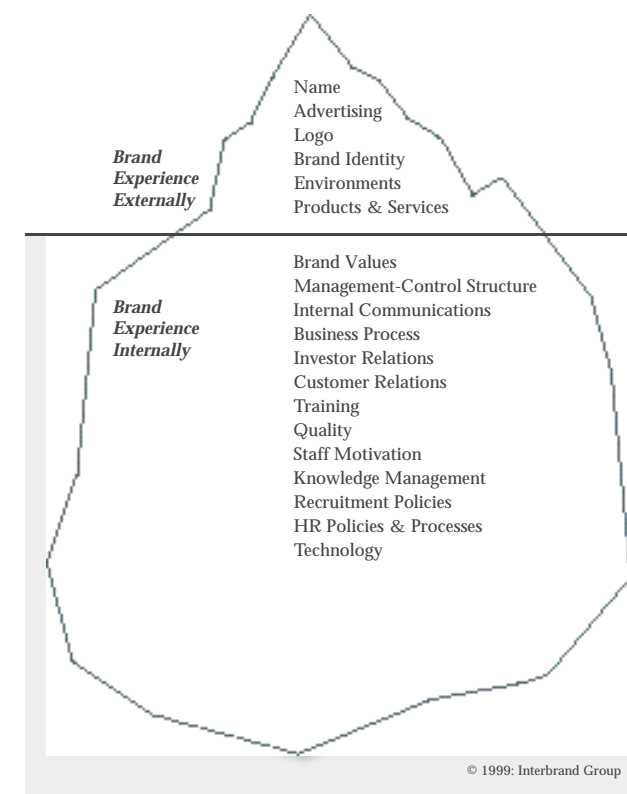 Name
Advertising
Logo
Brand Identity
Environments
Products & Services
Brand
Experience
Externally
Brand Values
Management-Control Structure
Internal Communications
Business Process
Investor Relations
Customer Relations
Training
Quality
Staff Motivation
Knowledge Management
Recruitment Policies
HR Policies & Processes
Technology
Brand
Experience
Internally
© 1999: Interbrand Group